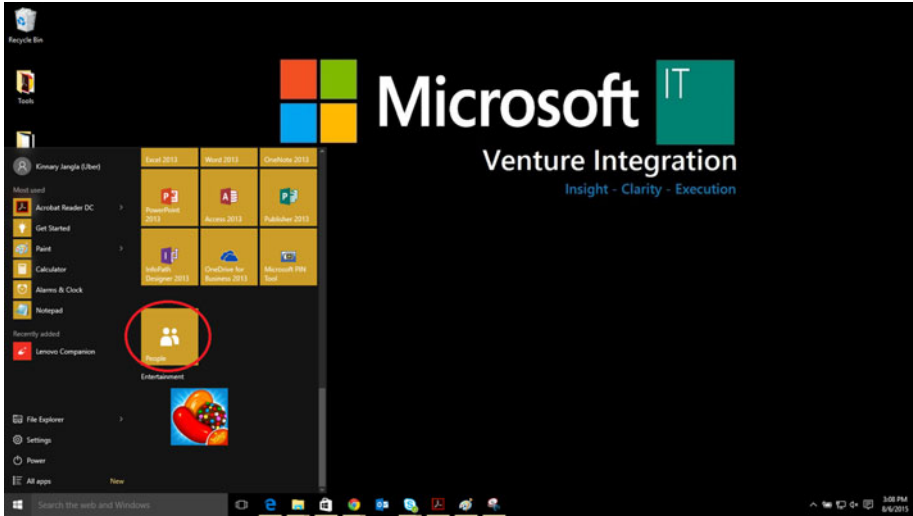 Recycle Bin
Tools
Microsoft IT
Venture Integration
Insight - Clarity - Execution
Kinnary Jangla (Uber)
Most used
Acrobat Reader DC
Get Started
Paint
Calculator
Alarms & Clock
Notepad
Recently added
Lenovo Companion
File Explorer
Settings
Power
All apps New
Excel 2013 Word 2013 OneNote 2013
PowerPoint 2013
Access 2013
Publisher 2013
InfoPath Designer 2013
OneDrive for Business 2013
Microsoft PIN Tool
People
Entertainment
Search the web and Windows
3:08 PM
8/6/2015